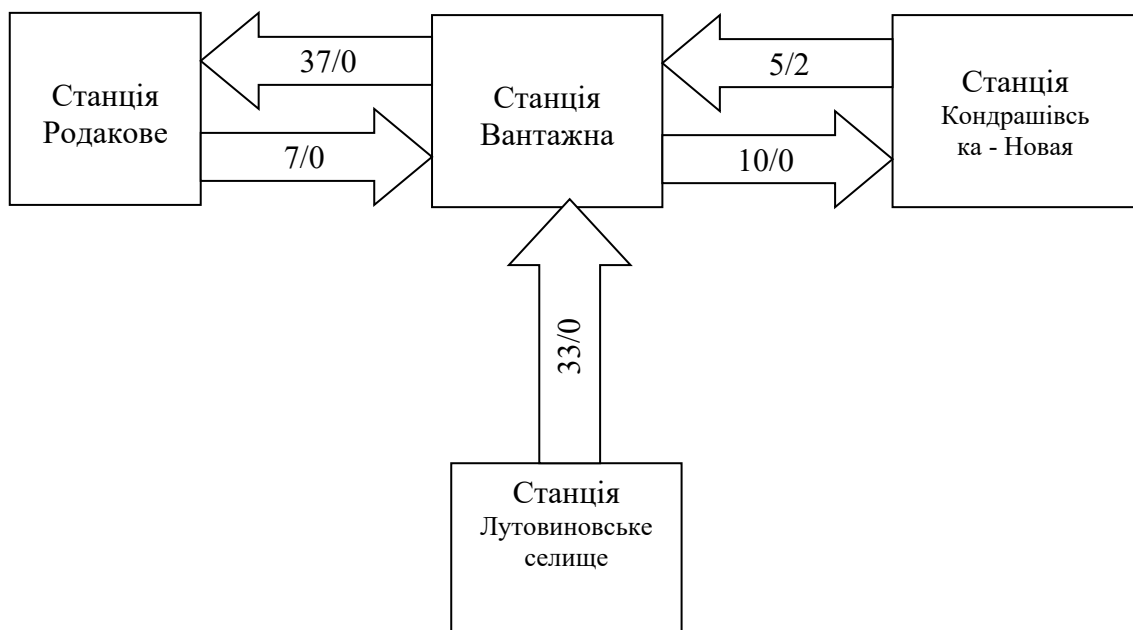 Станція
Родакове
37/0
7/0
Станція
Вантажна
5/2
10/0
Станція
Кондрашівсь
ка - Новая
33/0
Станція
Лутовиновське
селище